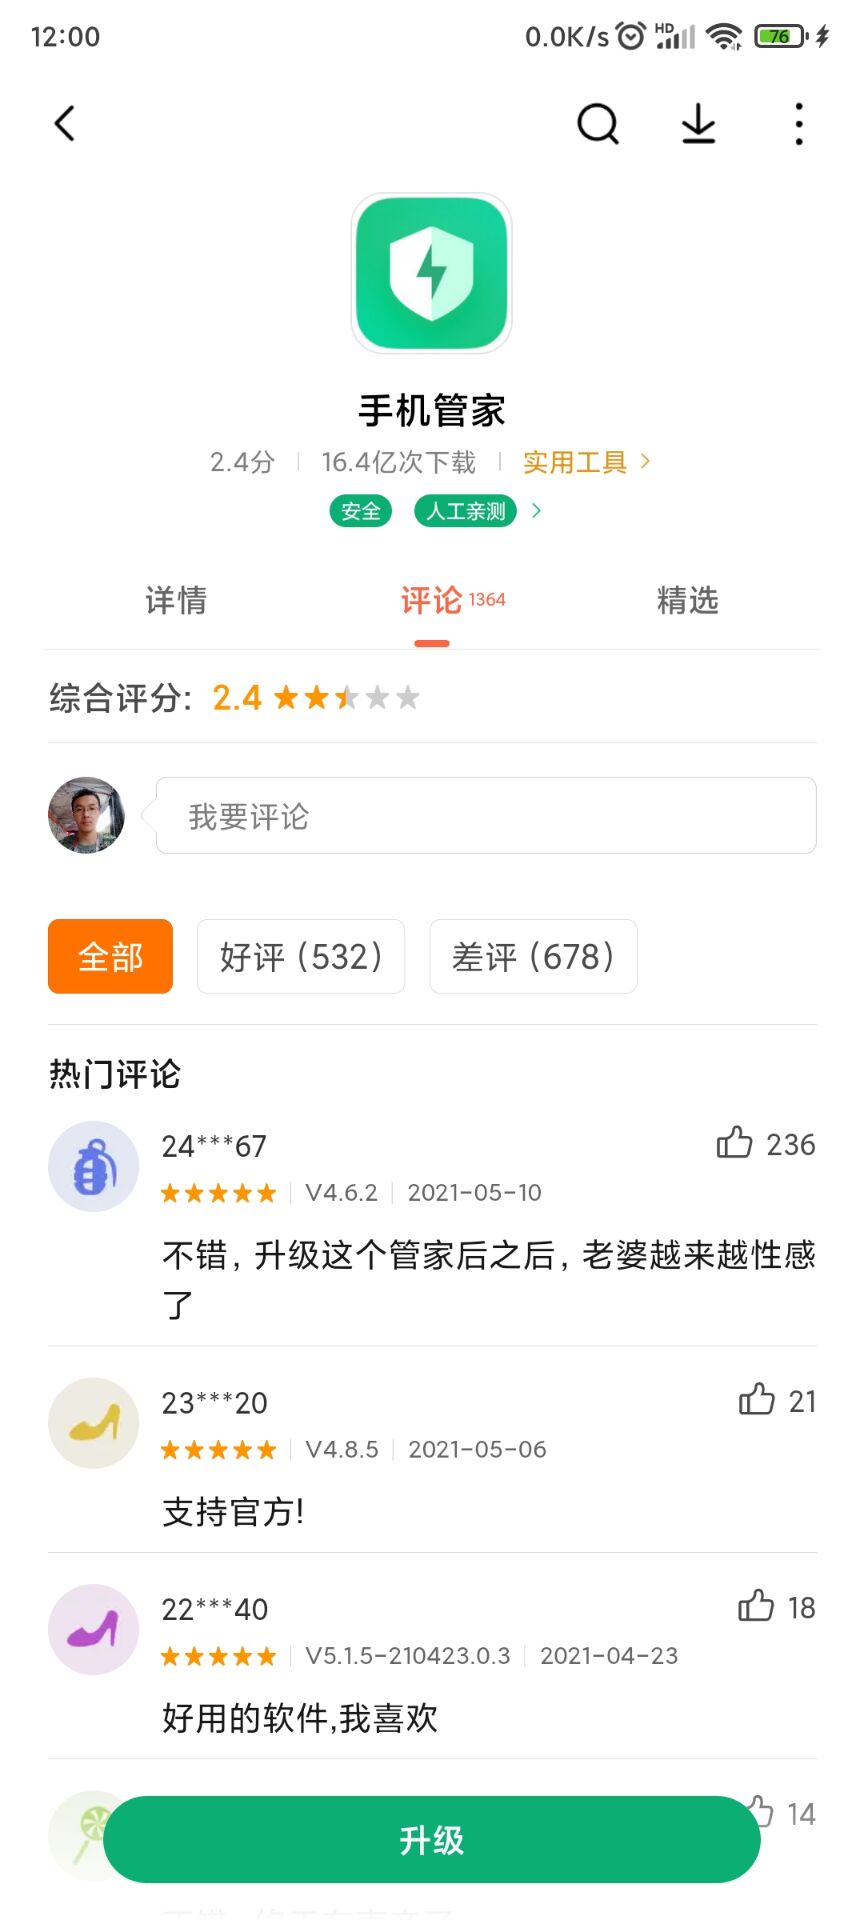 12:00
0.0K/s HD 76
手机管家
2.4分 16.4亿次下载 实用工具
安全 人工亲测
详情 评论 1364 精选
综合评分: 2.4
我要评论
全部 好评 (532) 差评 (678)
热门评论
24***67 236
V4.6.2 2021-05-10
不错, 升级这个管家后之后, 老婆越来越性感
了
23***20 21
V4.8.5 2021-05-06
支持官方!
22***40 18
V5.1.5-210423.0.3 2021-04-23
好用的软件,我喜欢
14
升级